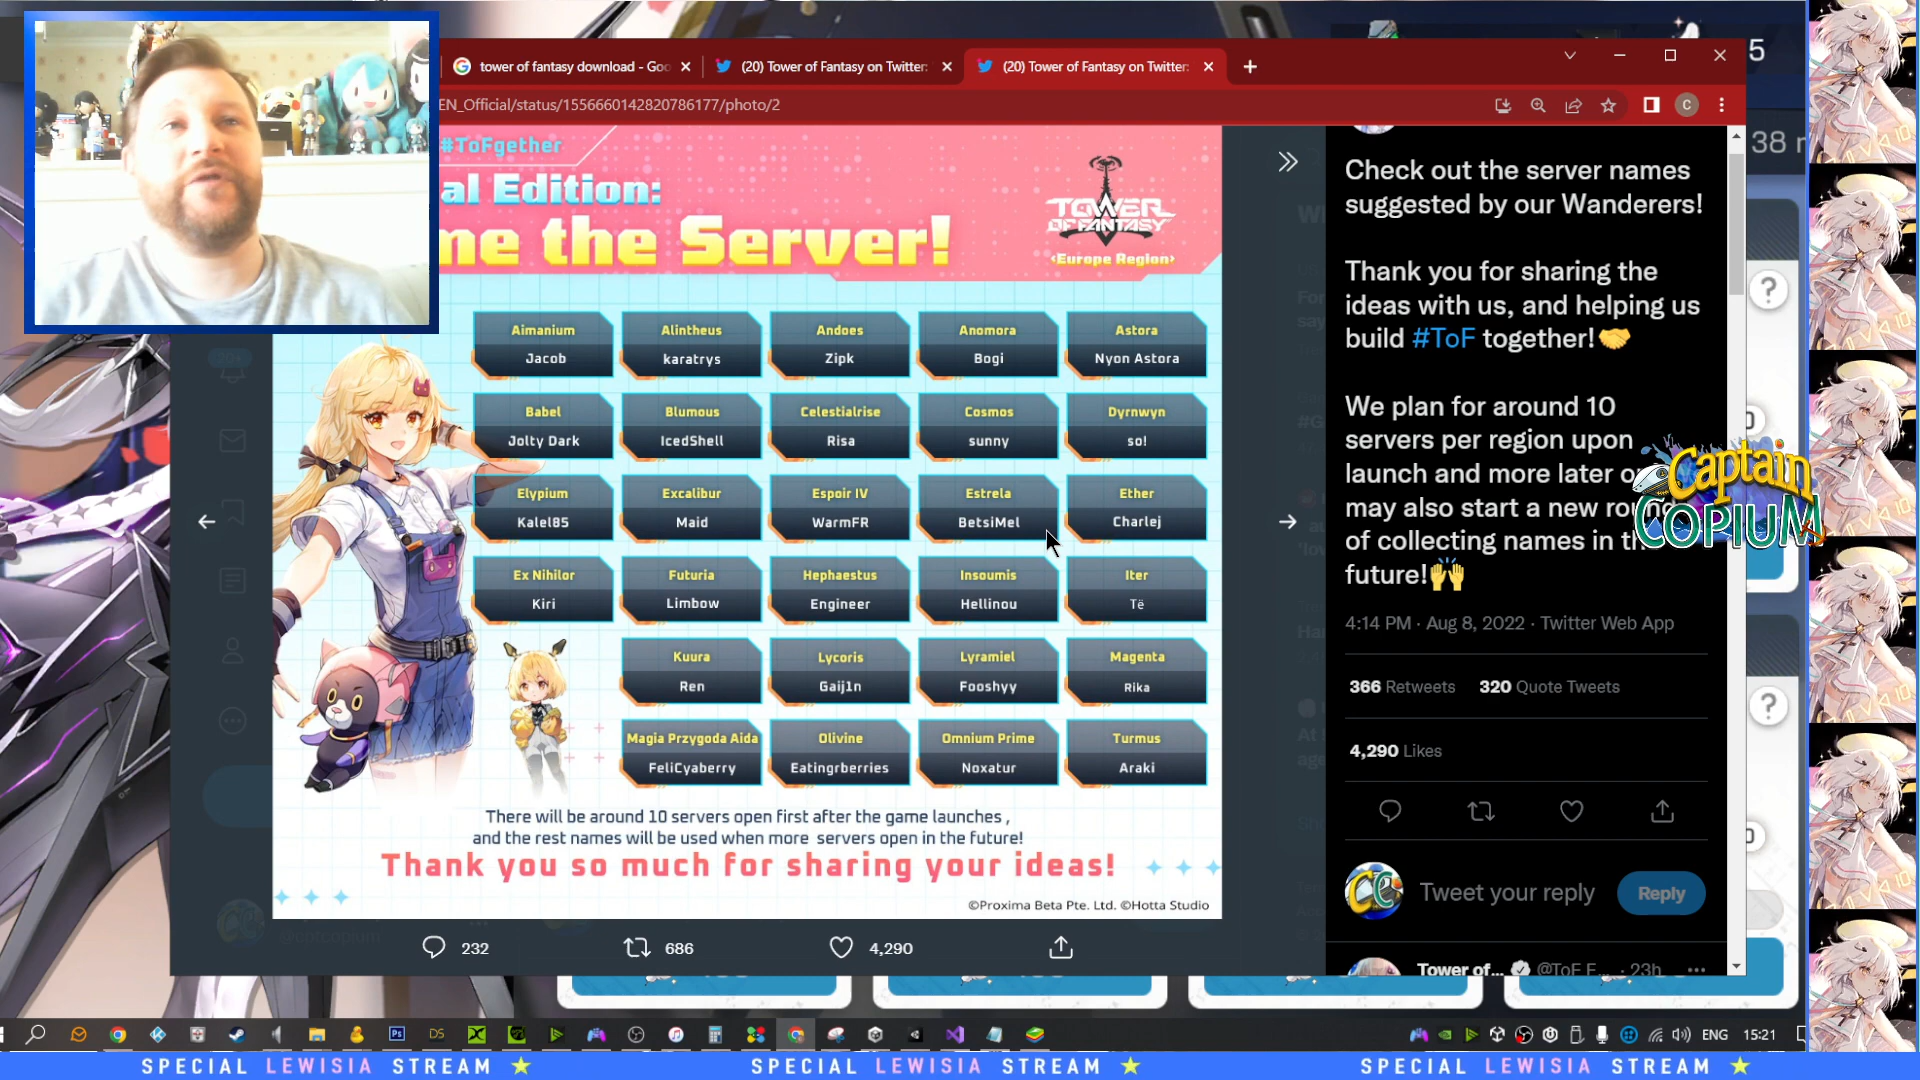 tower of fantasy download - Goo
(20) Tower of Fantasy on Twitter:
(20) Tower of Fantasy on Twitter:
EN_Official/status/1556660142820786177/photo/2
C
#ToFgether
al Edition:
me the Server!
TOWER
OF FANTASY
<Europe Region>
Aimanium
Jacob
Alintheus
karatrys
Andoes
Zipk
Anomora
Bogi
Astora
Nyon Astora
Babel
Jolty Dark
Blumous
IcedShell
Celestialrise
Risa
Cosmos
sunny
Dyrnwyn
so!
Elypium
Kalel85
Excalibur
Maid
Espoir IV
WarmFR
Estrela
BetsiMel
Ether
Charlej
Ex Nihilor
Kiri
Futuria
Limbow
Hephaestus
Engineer
Insoumis
Hellinou
Iter
Të
Kuura
Ren
Lycoris
Gaij1n
Lyramiel
Fooshyy
Magenta
Rika
Magia Przygoda Aida
FeliCyaberry
Olivine
Eatingrberries
Omnium Prime
Noxatur
Turmus
Araki
There will be around 10 servers open first after the game launches ,
and the rest names will be used when more servers open in the future!
Thank you so much for sharing your ideas!
©Proxima Beta Pte. Ltd. ©Hotta Studio
232
686
4,290
Check out the server names
suggested by our Wanderers!
Thank you for sharing the
ideas with us, and helping us
build #ToF together!
We plan for around 10
servers per region upon
launch and more later
may also start a new
of collecting names in
future!
4:14 PM · Aug 8, 2022 · Twitter Web App
366 Retweets 320 Quote Tweets
4,290 Likes
Tweet your reply
Reply
Tower of... · 23h
Captain
COPIUM
5
38
?
?
Ps
DS
ENG
15:21
SPECIAL LEWISIA STREAM
SPECIAL LEWISIA STREAM
SPECIAL LEWISIA STREAM